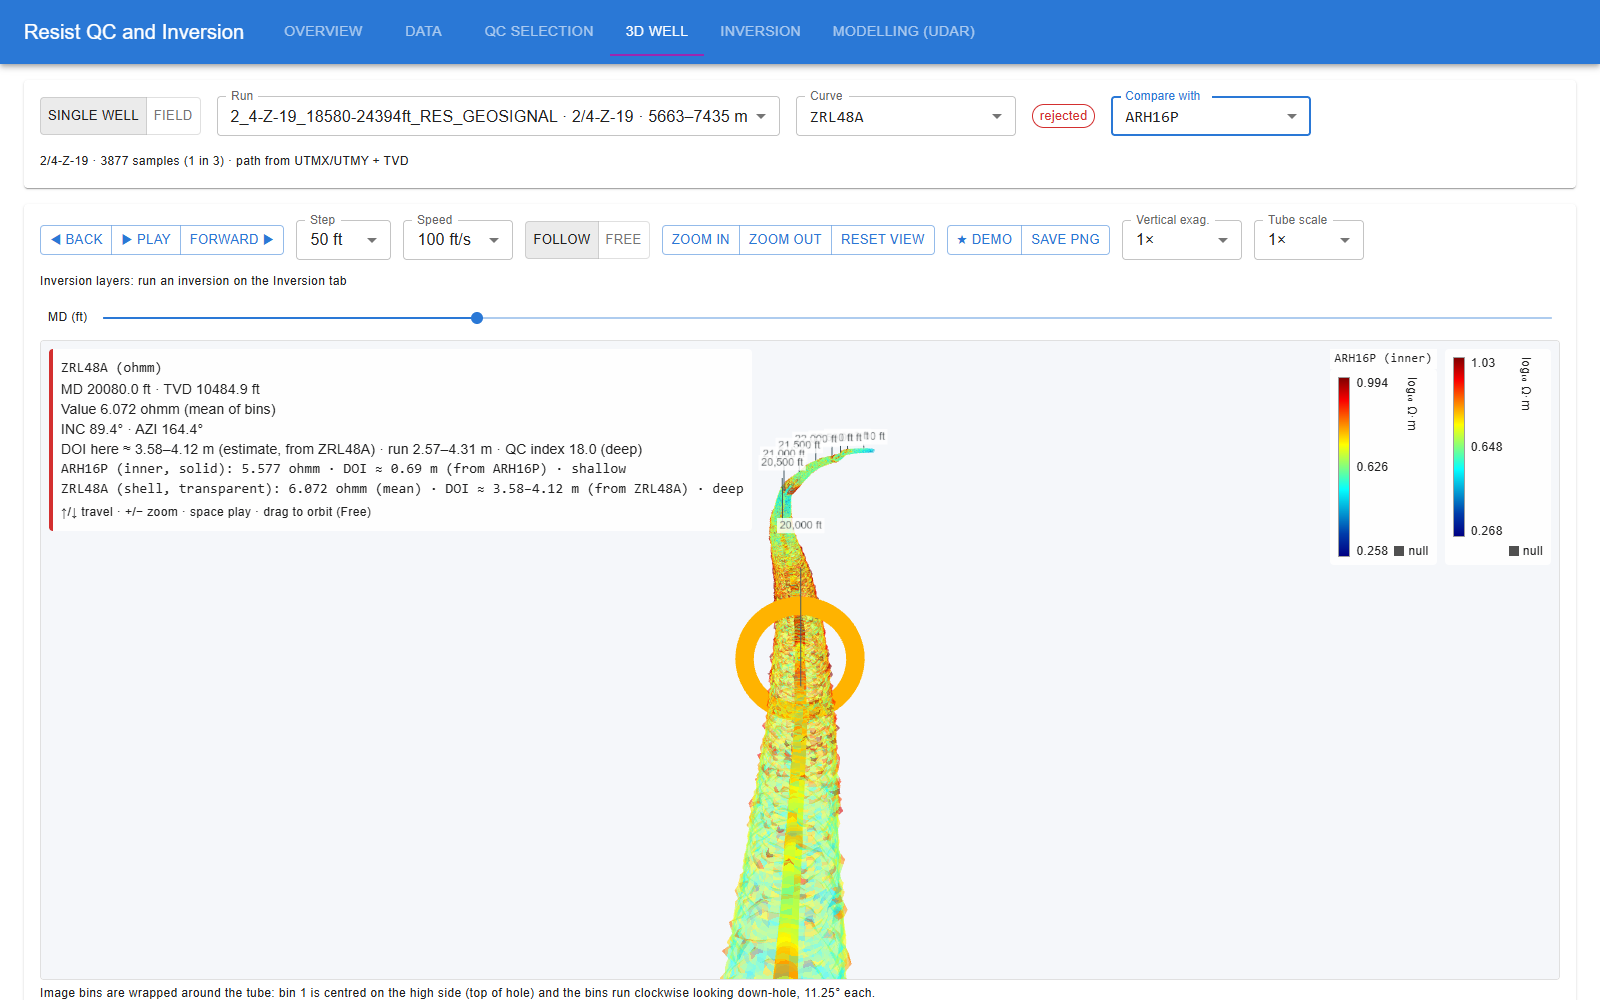 Resist QC and Inversion
OVERVIEW
DATA
QC SELECTION
3D WELL
INVERSION
MODELLING (UDAR)
SINGLE WELL
FIELD
Run
2_4-Z-19_18580-24394ft_RES_GEOSIGNAL · 2/4-Z-19 · 5663–7435 m
Curve
ZRL48A
rejected
Compare with
ARH16P
2/4-Z-19 · 3877 samples (1 in 3) · path from UTMX/UTMY + TVD
◀ BACK
▶ PLAY
FORWARD ▶
Step
50 ft
Speed
100 ft/s
FOLLOW
FREE
ZOOM IN
ZOOM OUT
RESET VIEW
★ DEMO
SAVE PNG
Vertical exag.
1×
Tube scale
1×
Inversion layers: run an inversion on the Inversion tab
MD (ft)
ZRL48A (ohmm)
MD 20080.0 ft · TVD 10484.9 ft
Value 6.072 ohmm (mean of bins)
INC 89.4° · AZI 164.4°
DOI here ≈ 3.58–4.12 m (estimate, from ZRL48A) · run 2.57–4.31 m · QC index 18.0 (deep)
ARH16P (inner, solid): 5.577 ohmm · DOI ≈ 0.69 m (from ARH16P) · shallow
ZRL48A (shell, transparent): 6.072 ohmm (mean) · DOI ≈ 3.58–4.12 m (from ZRL48A) · deep
↑/↓ travel · +/− zoom · space play · drag to orbit (Free)
ARH16P (inner)
0.994
0.626
0.258
log₁₀ Ω·m
null
1.03
0.648
0.268
log₁₀ Ω·m
null
21,500 ft
21,000 ft
20,500 ft
20,000 ft
Image bins are wrapped around the tube: bin 1 is centred on the high side (top of hole) and the bins run clockwise looking down-hole, 11.25° each.